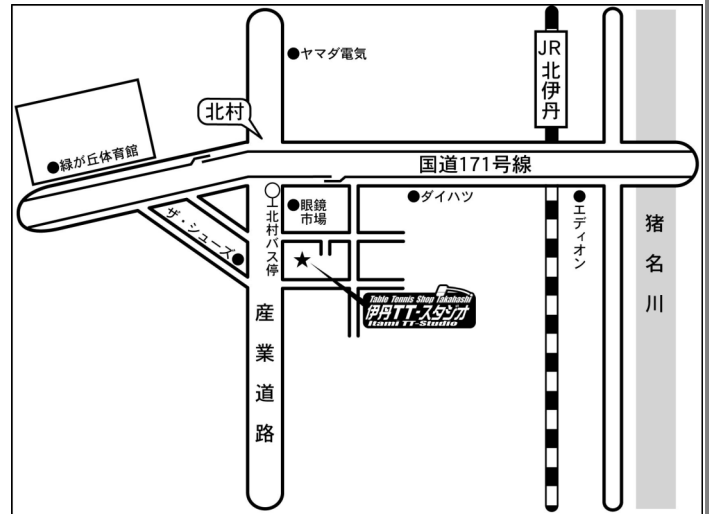 ●ヤマダ電気
JR
北伊丹
北村
●緑が丘体育館
国道171号線
●眼鏡
市場
●ダイハツ
●エディオン
猪名川
ザ・シューズ●
北村バス停
★
Table Tennis Shop Takahashi
伊丹TT-スタジオ
Itami TT-Studio
産業道路